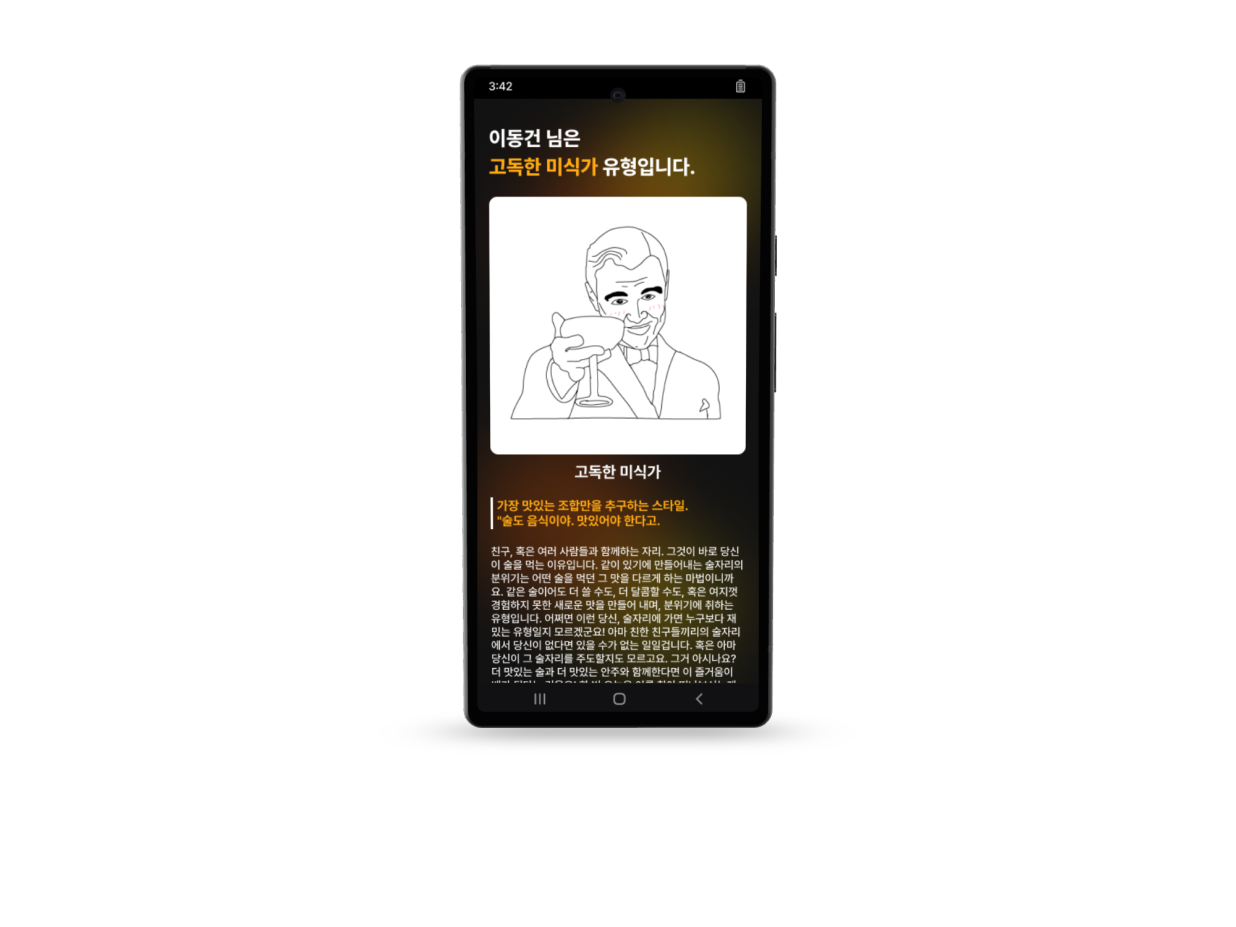 3:42
이동건 님은
고독한 미식가 유형입니다.
고독한 미식가
가장 맛있는 조합만을 추구하는 스타일.
"술도 음식이야. 맛있어야 한다고.
친구, 혹은 여러 사람들과 함께하는 자리. 그것이 바로 당신
이 술을 먹는 이유입니다. 같이 있기에 만들어내는 술자리의
분위기는 어떤 술을 먹던 그 맛을 다르게 하는 마법이니까
요. 같은 술이어도 더 쓸 수도, 더 달콤할 수도, 혹은 여지껏
경험하지 못한 새로운 맛을 만들어 내며, 분위기에 취하는
유형입니다. 어쩌면 이런 당신, 술자리에 가면 누구보다 재
밌는 유형일지 모르겠군요! 아마 친한 친구들끼리의 술자리
에서 당신이 없다면 있을 수가 없는 일일겁니다. 혹은 아마
당신이 그 술자리를 주도할지도 모르고요. 그거 아시나요?
더 맛있는 술과 더 맛있는 안주와 함께한다면 이 즐거움이